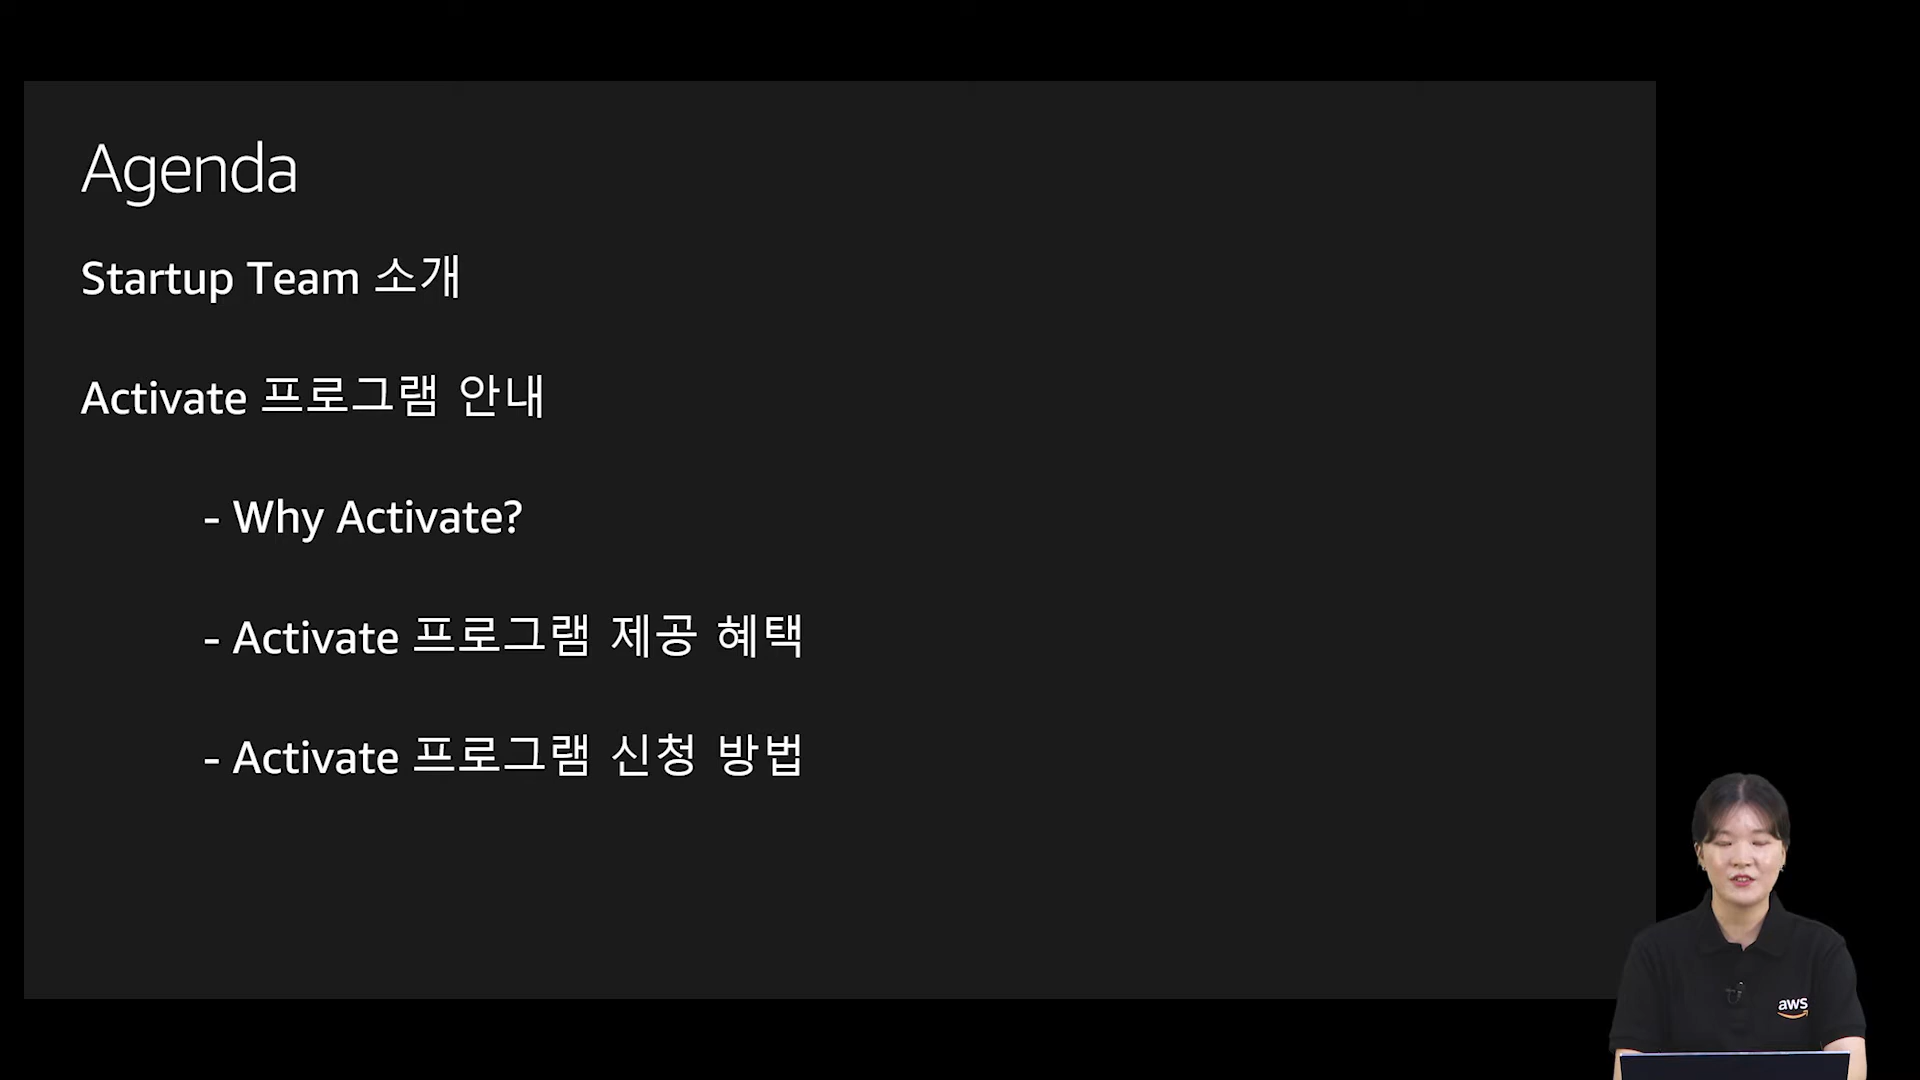 Agenda
Startup Team 소개
Activate 프로그램 안내
- Why Activate?
- Activate 프로그램 제공 혜택
- Activate 프로그램 신청 방법
aws